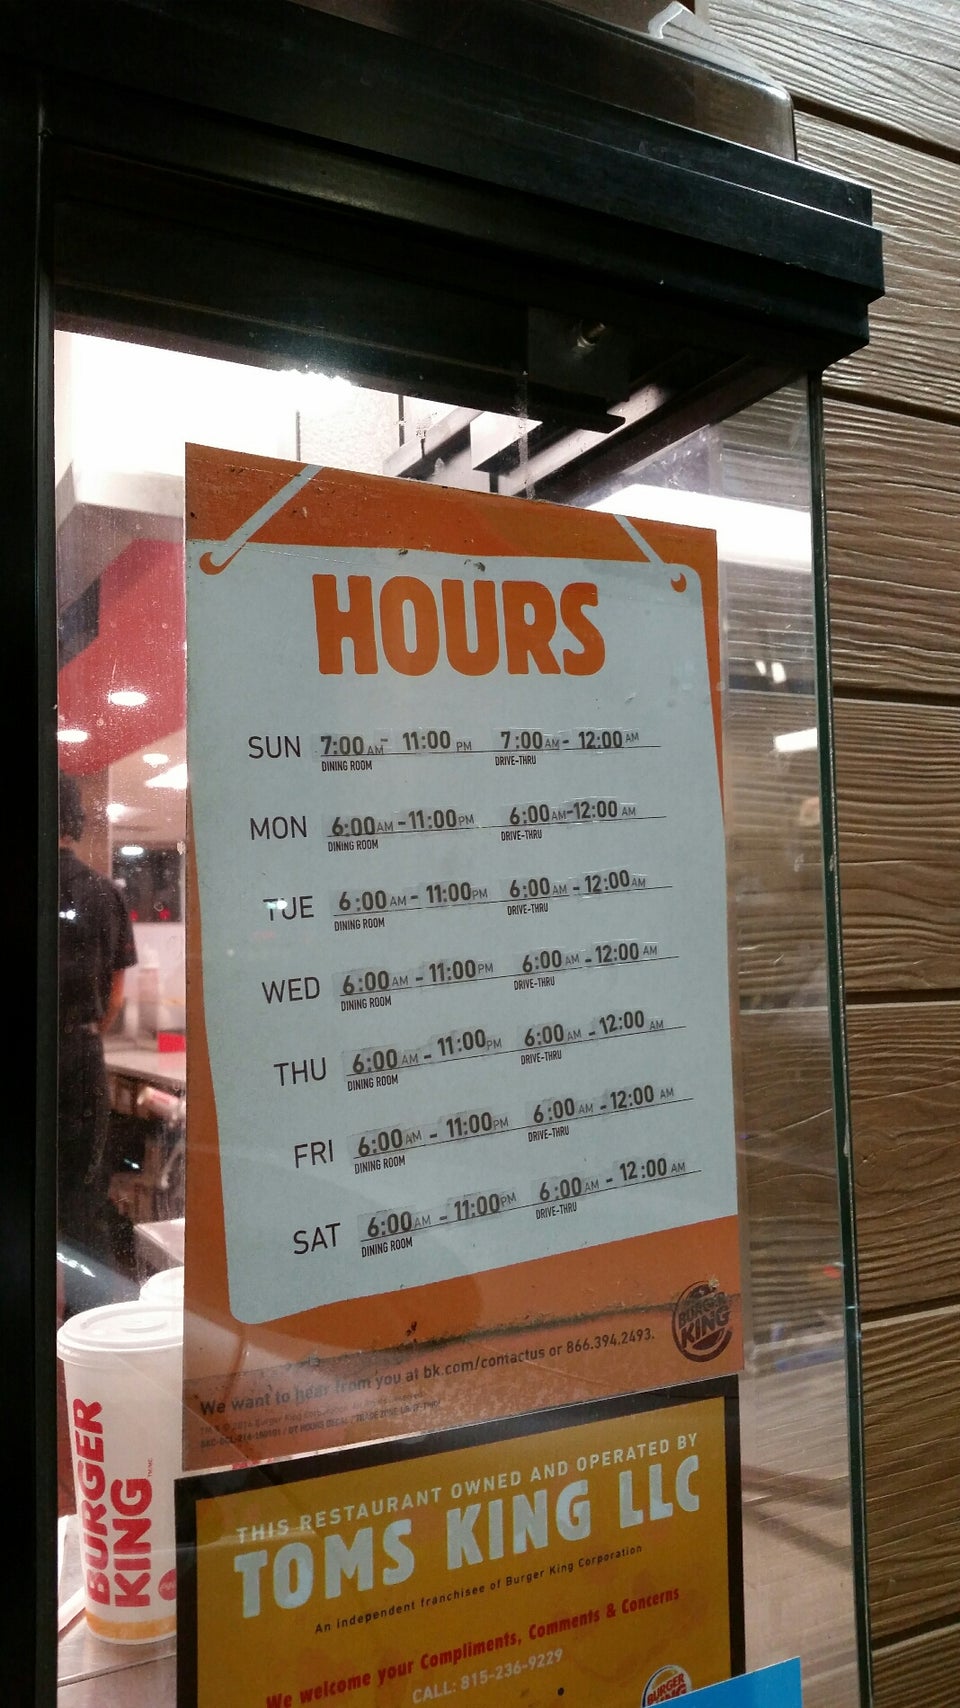 HOURS
SUN 7:00 AM - 11:00 PM 7:00 AM - 12:00 AM
DINING ROOM DRIVE-THRU
MON 6:00 AM - 11:00 PM 6:00 AM - 12:00 AM
DINING ROOM DRIVE-THRU
TUE 6:00 AM - 11:00 PM 6:00 AM - 12:00 AM
DINING ROOM DRIVE-THRU
WED 6:00 AM - 11:00 PM 6:00 AM - 12:00 AM
DINING ROOM DRIVE-THRU
THU 6:00 AM - 11:00 PM 6:00 AM - 12:00 AM
DINING ROOM DRIVE-THRU
FRI 6:00 AM - 11:00 PM 6:00 AM - 12:00 AM
DINING ROOM DRIVE-THRU
SAT 6:00 AM - 11:00 PM 6:00 AM - 12:00 AM
DINING ROOM DRIVE-THRU
We want to hear from you at bk.com/contactus or 866.394.2493.
BURGER KING
TM & © 2014 Burger King Corporation.
BURGER KING
THIS RESTAURANT OWNED AND OPERATED BY
TOMS KING LLC
An independent franchisee of Burger King Corporation
We welcome your Compliments, Comments & Concerns
CALL: 815-236-9229
BURGER KING